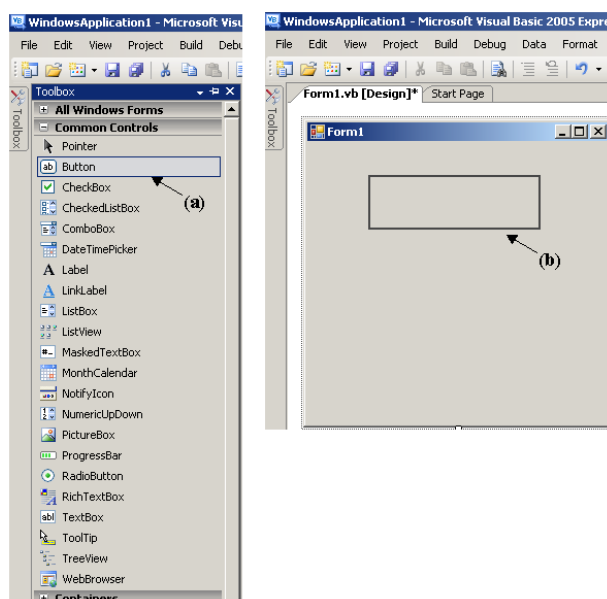 WindowsApplication1 - Microsoft Visu
File Edit View Project Build Debu
Toolbox
Toolbox
All Windows Forms
Common Controls
Pointer
Button
CheckBox
CheckedListBox
ComboBox
DateTimePicker
Label
LinkLabel
ListBox
ListView
MaskedTextBox
MonthCalendar
NotifyIcon
NumericUpDown
PictureBox
ProgressBar
RadioButton
RichTextBox
TextBox
ToolTip
TreeView
WebBrowser
Containers
(a)
WindowsApplication1 - Microsoft Visual Basic 2005 Expre
File Edit View Project Build Debug Data Format
Toolbox
Form1.vb [Design]* Start Page
Form1
(b)